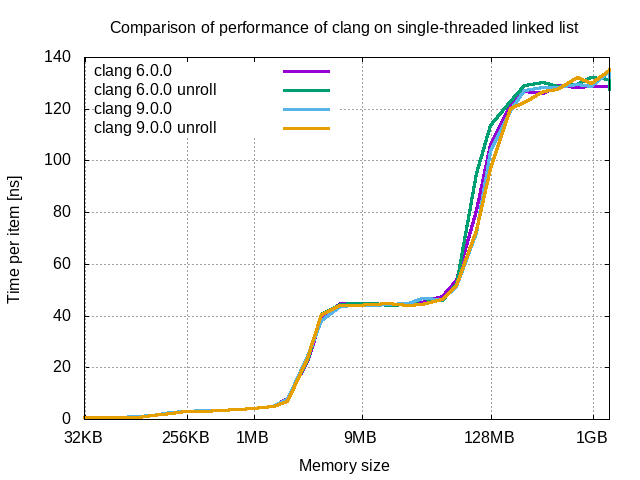 Comparison of performance of clang on single-threaded linked list
140
120
100
80
60
40
20
0
Time per item [ns]
clang 6.0.0
clang 6.0.0 unroll
clang 9.0.0
clang 9.0.0 unroll
32KB 256KB 1MB 9MB 128MB 1GB
Memory size